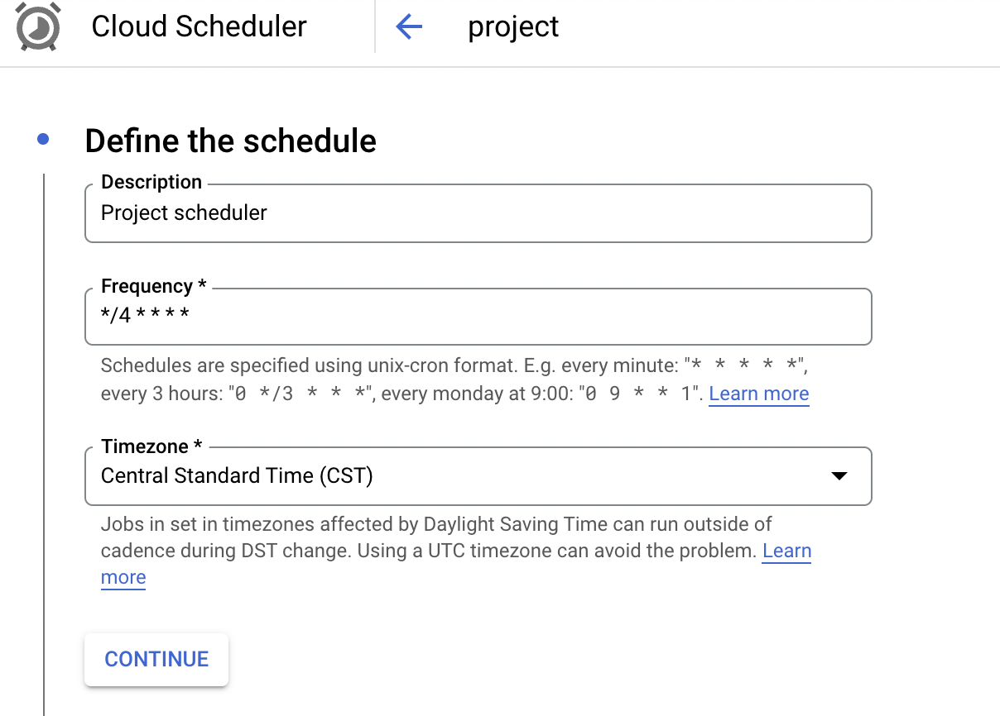 Cloud Scheduler
project
Define the schedule
Description
Project scheduler
Frequency *
*/4 * * * *
Schedules are specified using unix-cron format. E.g. every minute: "* * * * *",
every 3 hours: "0 */3 * * *", every monday at 9:00: "0 9 * * 1". Learn more
Timezone *
Central Standard Time (CST)
Jobs in set in timezones affected by Daylight Saving Time can run outside of
cadence during DST change. Using a UTC timezone can avoid the problem. Learn
more
CONTINUE